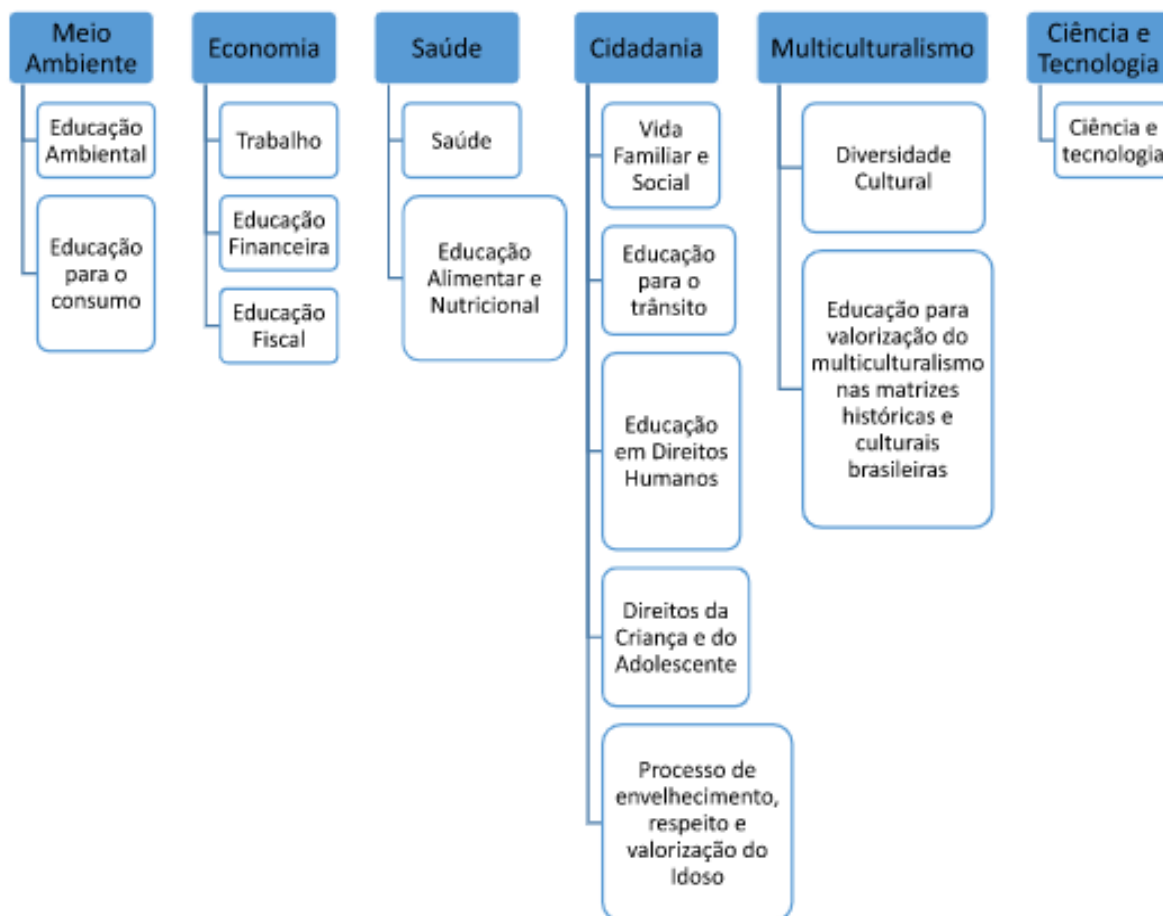 Meio
Ambiente
Educação
Ambiental
Educação
para o
consumo
Economia
Trabalho
Educação
Financeira
Educação
Fiscal
Saúde
Saúde
Educação
Alimentar e
Nutricional
Cidadania
Vida
Familiar e
Social
Educação
para o
trânsito
Educação
em Direitos
Humanos
Direitos da
Criança e do
Adolescente
Processo de
envelhecimento,
respeito e
valorização do
Idoso
Multiculturalismo
Diversidade
Cultural
Educação para
valorização do
multiculturalismo
nas matrizes
históricas e
culturais
brasileiras
Ciência e
Tecnologia
Ciência e
tecnologia